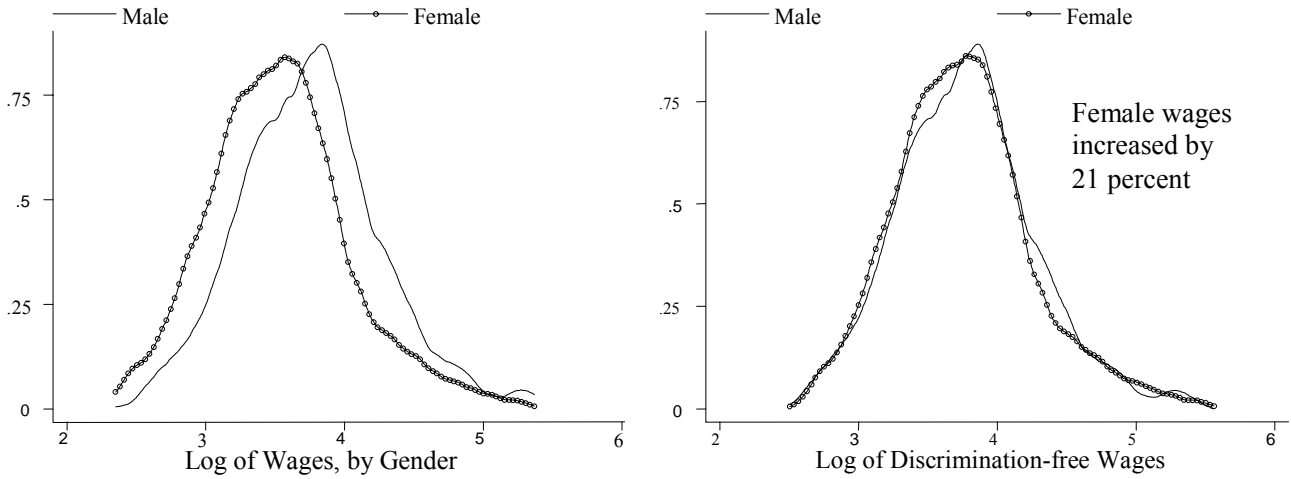 Male Female
.75
.5
.25
0
2 3 4 5 6
Log of Wages, by Gender
Male Female
.75
.5
.25
0
2 3 4 5 6
Log of Discrimination-free Wages
Female wages
increased by
21 percent